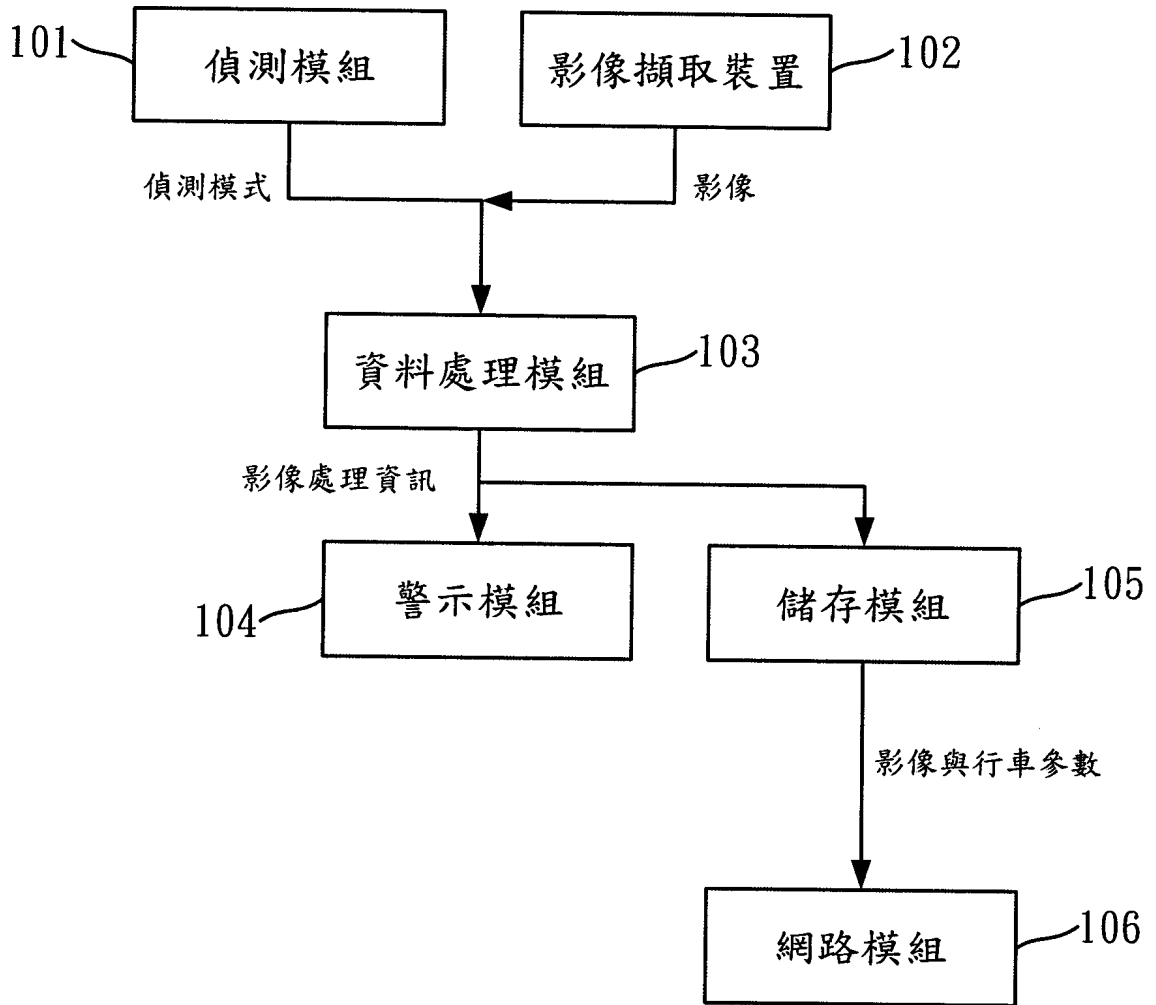 101
偵測模組
影像擷取裝置
102
偵測模式
影像
資料處理模組
103
影像處理資訊
104
警示模組
儲存模組
105
影像與行車參數
網路模組
106